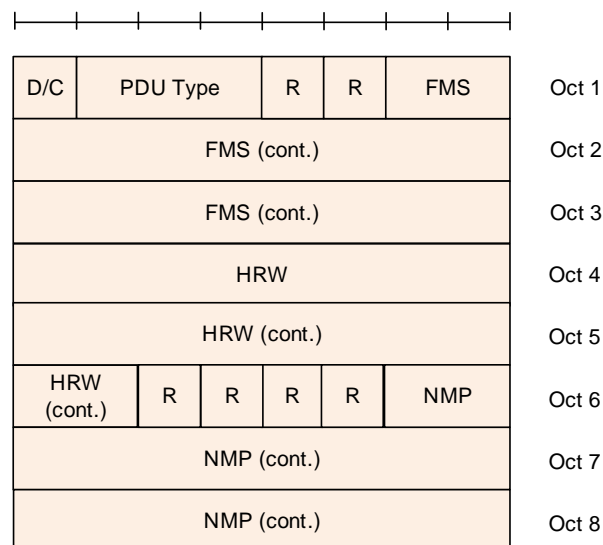 D/C PDU Type R R FMS Oct 1
FMS (cont.) Oct 2
FMS (cont.) Oct 3
HRW Oct 4
HRW (cont.) Oct 5
HRW
(cont.) R R R R NMP Oct 6
NMP (cont.) Oct 7
NMP (cont.) Oct 8